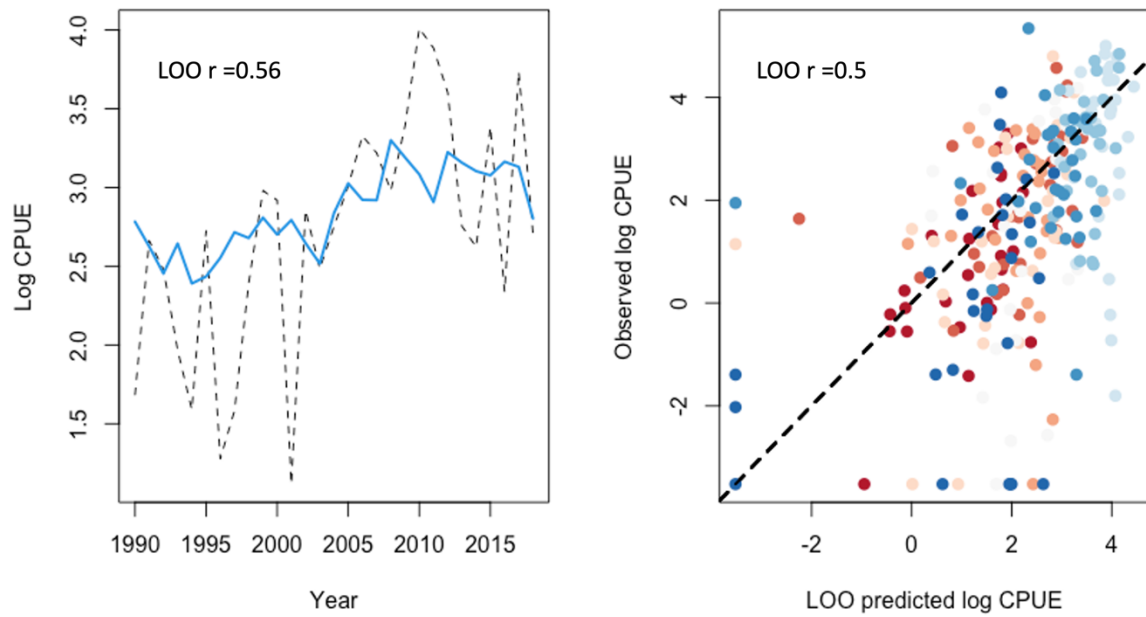 LOO r =0.56
Log CPUE
4.0
3.5
3.0
2.5
2.0
1.5
1990 1995 2000 2005 2010 2015
Year
LOO r =0.5
Observed log CPUE
4
2
0
-2
-2 0 2 4
LOO predicted log CPUE